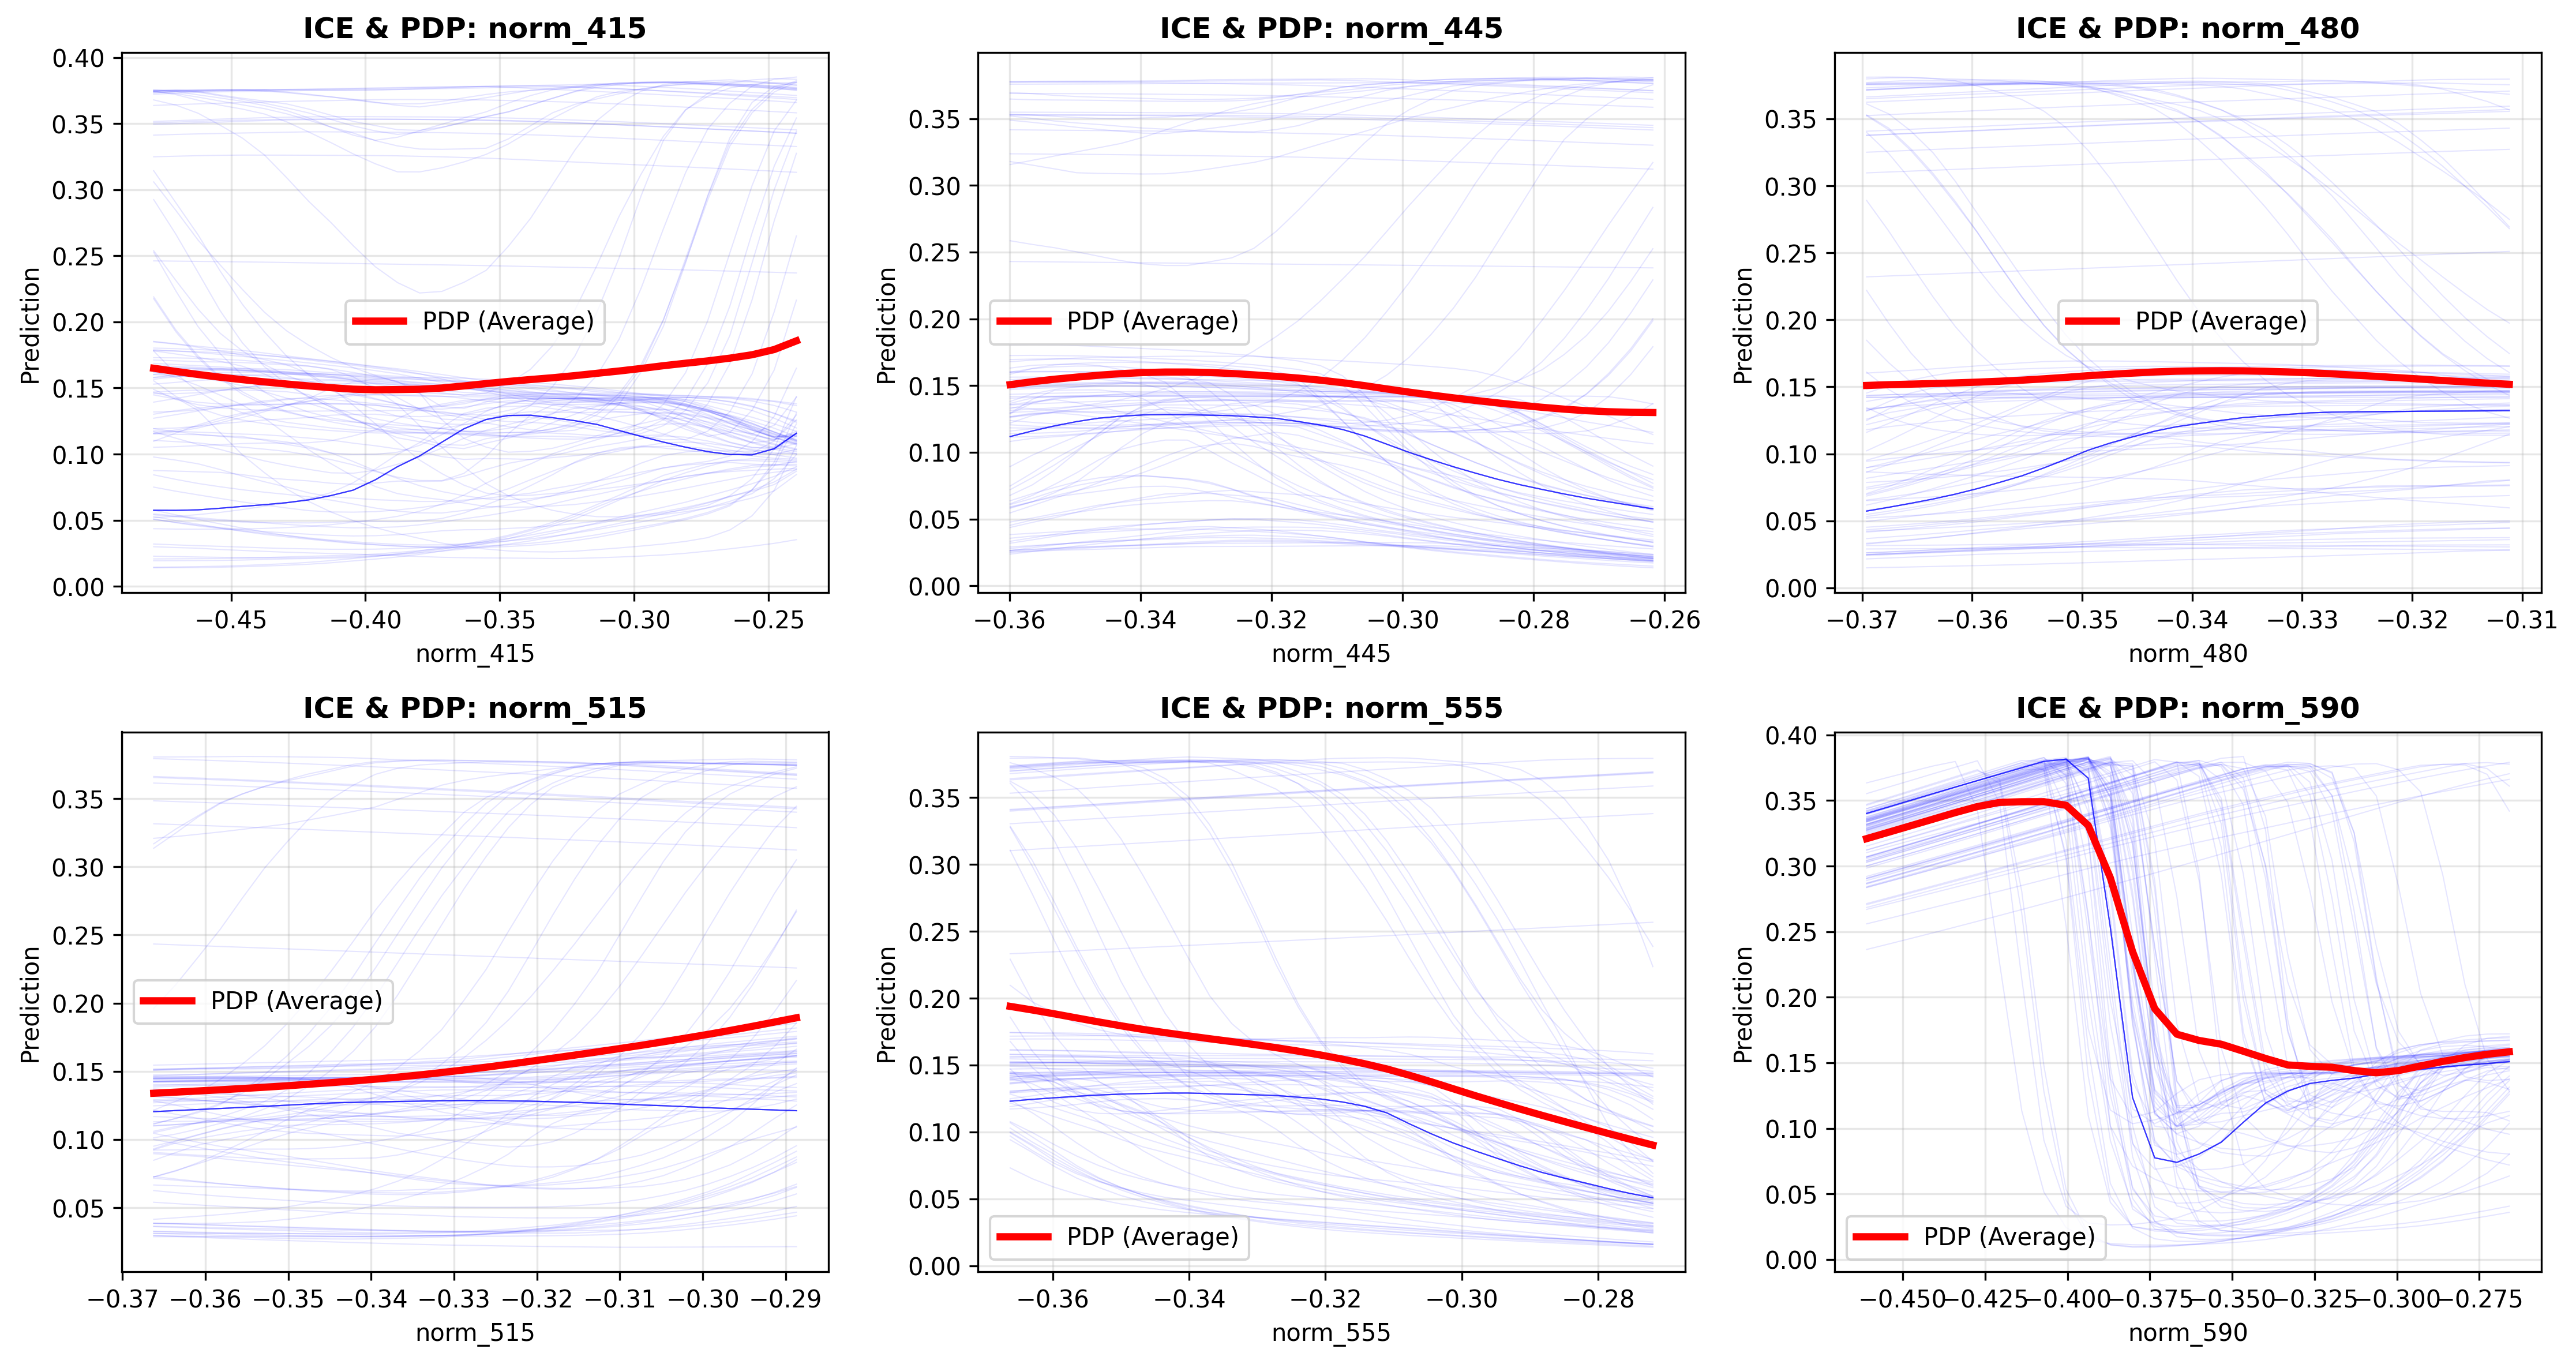 ICE & PDP: norm_415
0.40
0.35
0.30
0.25
0.20
0.15
0.10
0.05
0.00
Prediction
PDP (Average)
−0.45 −0.40 −0.35 −0.30 −0.25
norm_415
ICE & PDP: norm_445
0.35
0.30
0.25
0.20
0.15
0.10
0.05
0.00
Prediction
PDP (Average)
−0.36 −0.34 −0.32 −0.30 −0.28 −0.26
norm_445
ICE & PDP: norm_480
0.35
0.30
0.25
0.20
0.15
0.10
0.05
0.00
Prediction
PDP (Average)
−0.37 −0.36 −0.35 −0.34 −0.33 −0.32 −0.31
norm_480
ICE & PDP: norm_515
0.35
0.30
0.25
0.20
0.15
0.10
0.05
Prediction
PDP (Average)
−0.37 −0.36 −0.35 −0.34 −0.33 −0.32 −0.31 −0.30 −0.29
norm_515
ICE & PDP: norm_555
0.35
0.30
0.25
0.20
0.15
0.10
0.05
0.00
Prediction
PDP (Average)
−0.36 −0.34 −0.32 −0.30 −0.28
norm_555
ICE & PDP: norm_590
0.40
0.35
0.30
0.25
0.20
0.15
0.10
0.05
0.00
Prediction
PDP (Average)
−0.450 −0.425 −0.400 −0.375 −0.350 −0.325 −0.300 −0.275
norm_590